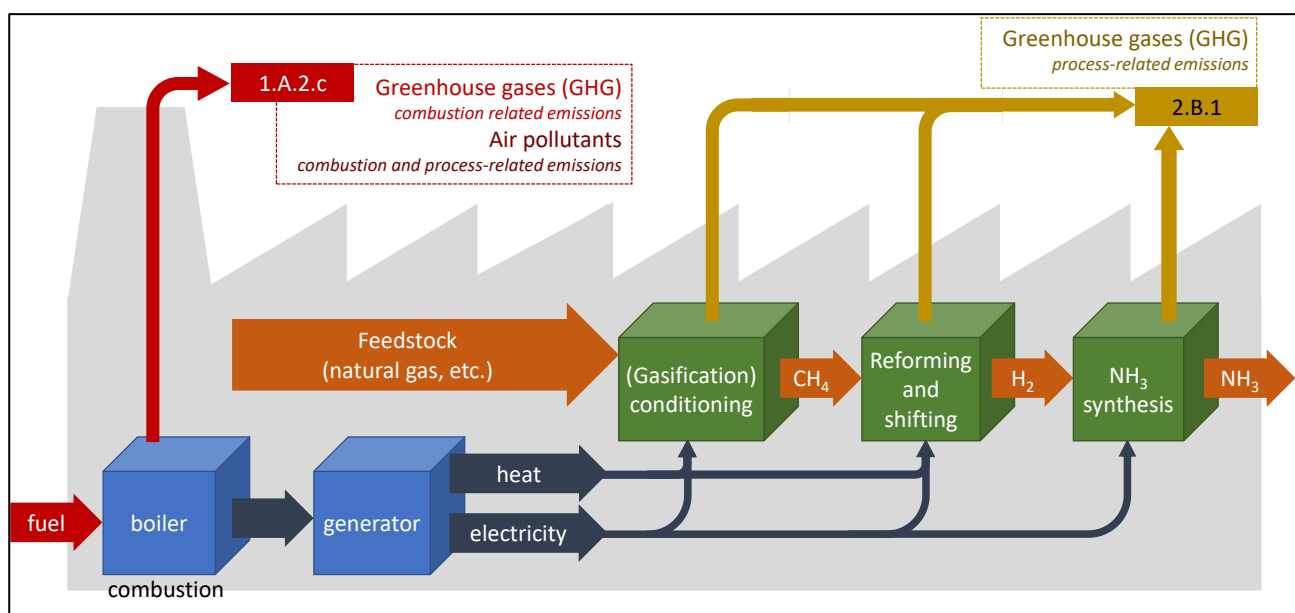 Greenhouse gases (GHG)
process-related emissions
1.A.2.c
Greenhouse gases (GHG)
combustion related emissions
Air pollutants
combustion and process-related emissions
2.B.1
Feedstock
(natural gas, etc.)
(Gasification)
conditioning
CH₄
Reforming
and
shifting
H₂
NH₃
synthesis
NH₃
heat
fuel
boiler
generator
electricity
combustion